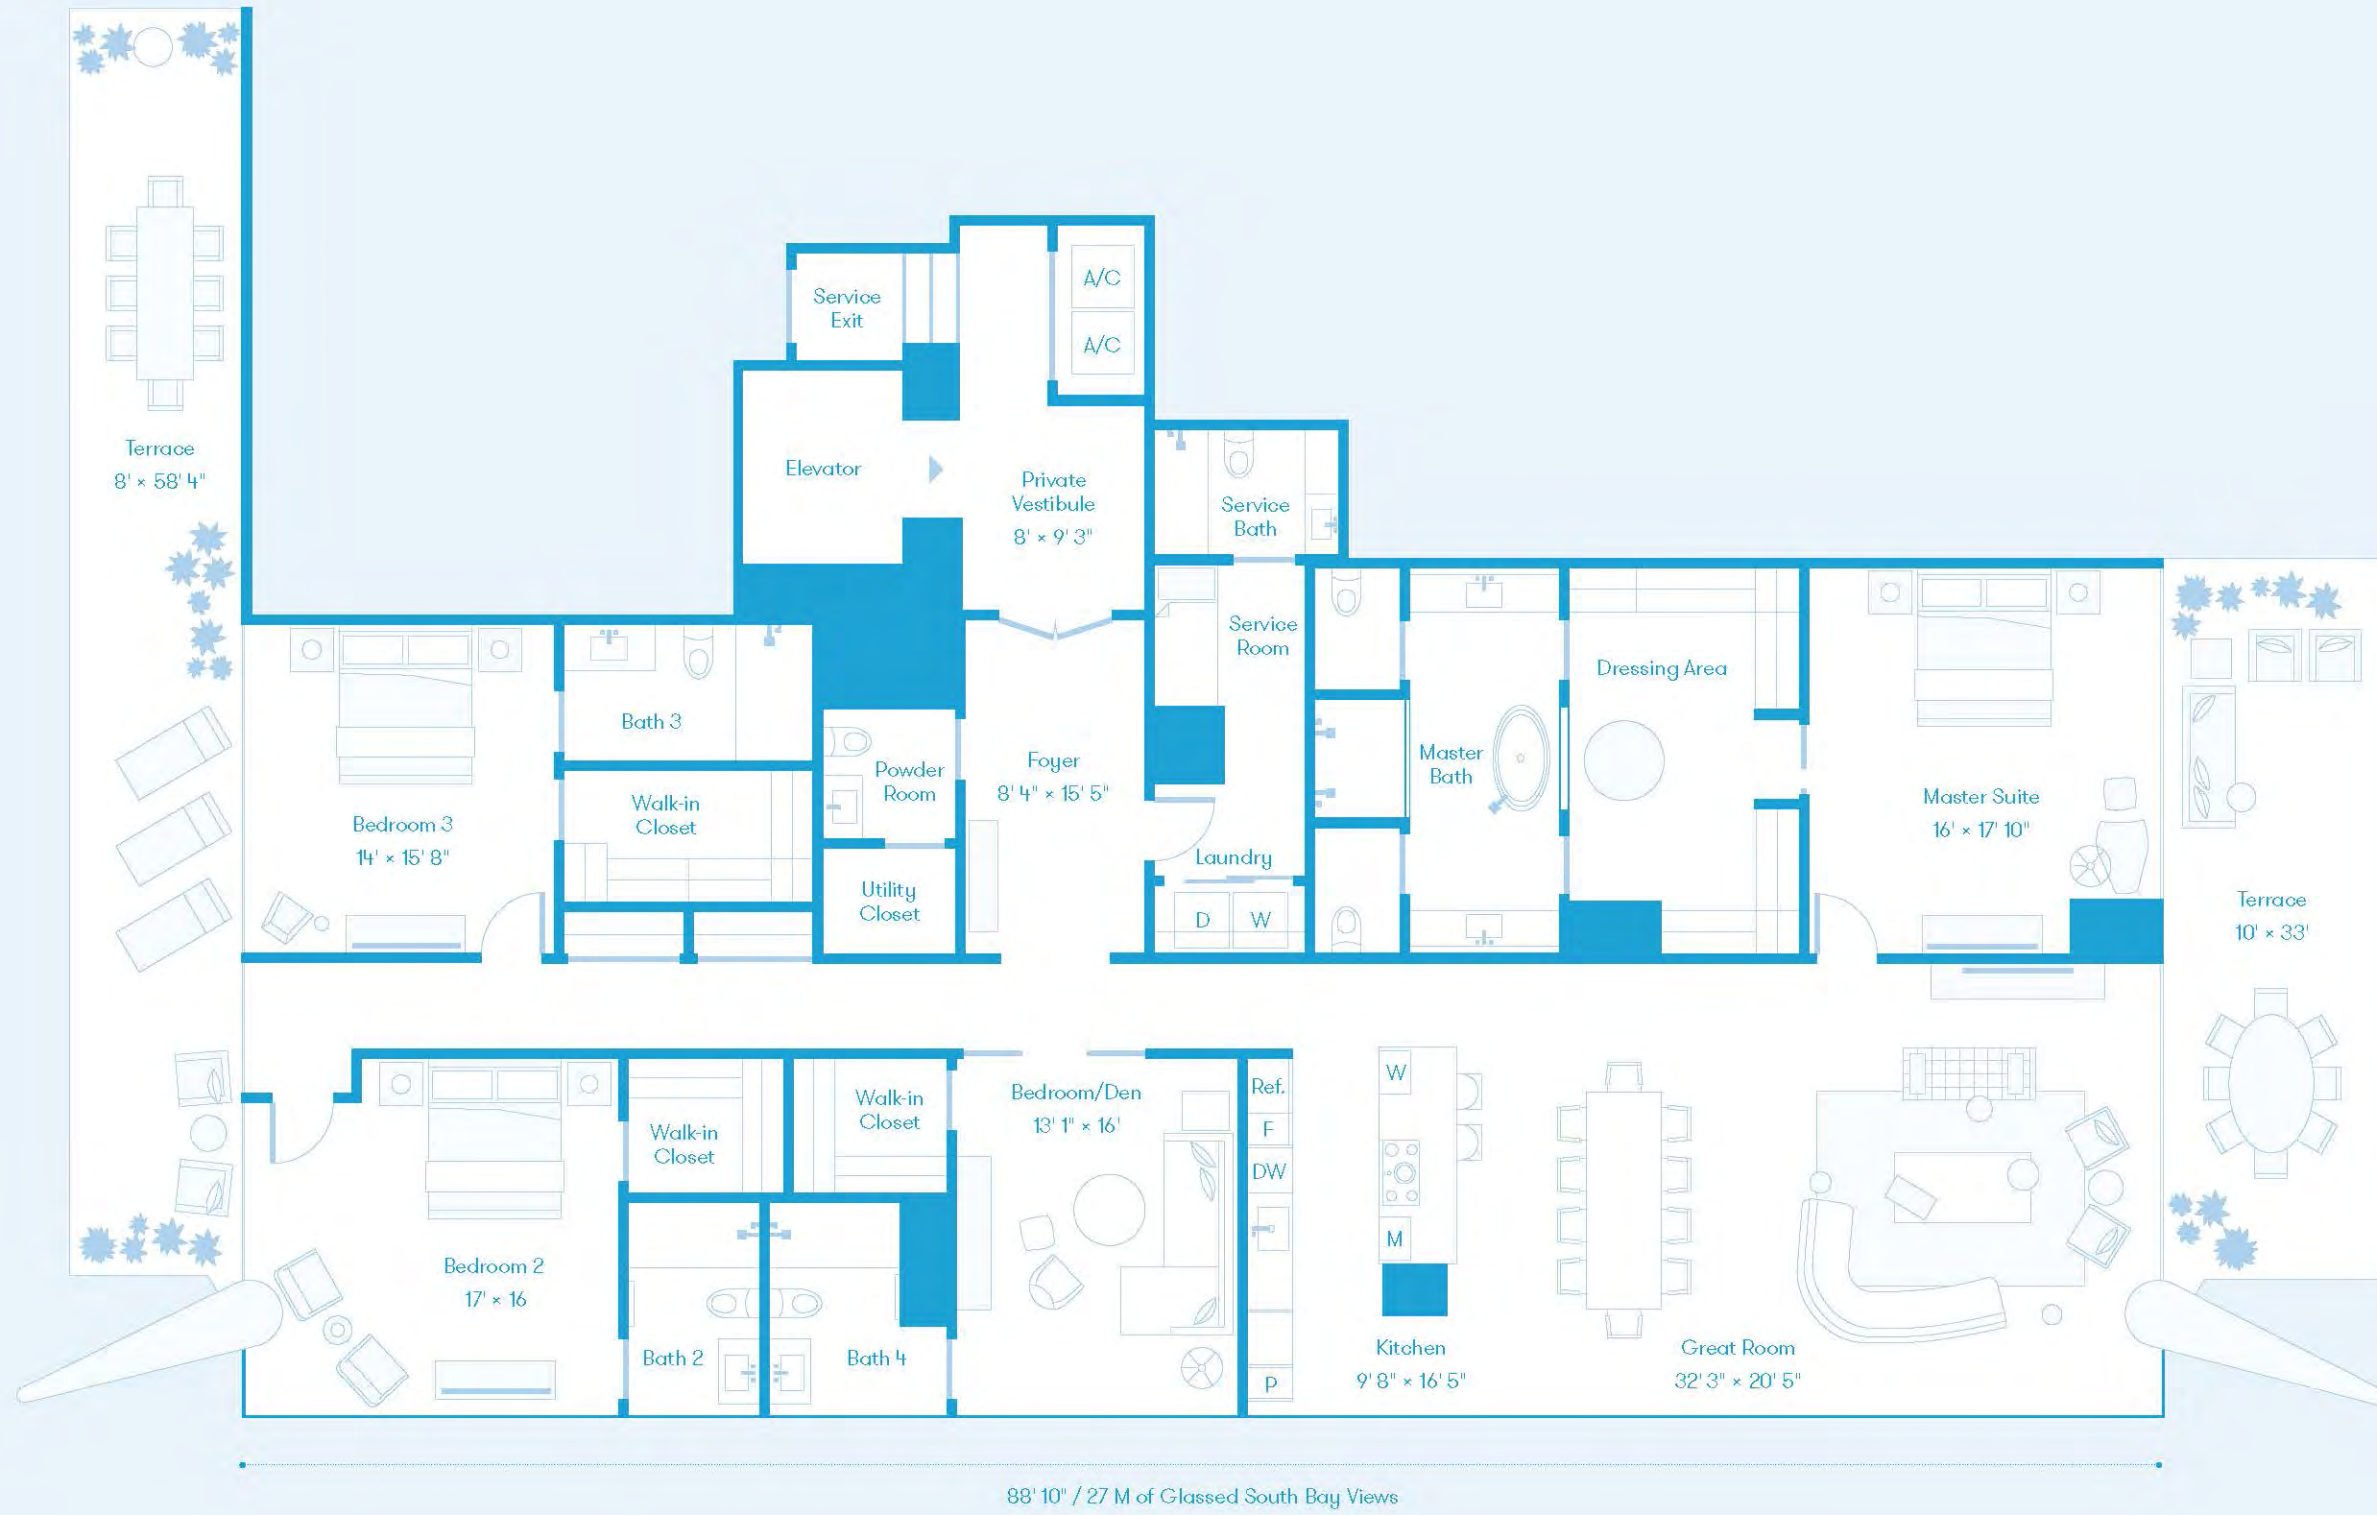 A/C
Service
Exit
A/C
Terrace
8' × 58' 4"
Elevator
Private
Vestibule
8' × 9' 3"
Service
Bath
Service
Room
Dressing Area
Bath 3
Master
Bath
Foyer
8' 4" × 15' 5"
Powder
Room
Walk-in
Closet
Master Suite
16' × 17' 10"
Bedroom 3
14' × 15' 8"
Laundry
Utility
Closet
D
W
Terrace
10' × 33'
Bedroom/Den
13' 1" × 16'
Walk-in
Closet
Walk-in
Closet
Ref.
F
DW
P
W
M
Bedroom 2
17' × 16
Bath 2
Bath 4
Kitchen
9' 8" × 16' 5"
Great Room
32' 3" × 20' 5"
88' 10" / 27 M of Glassed South Bay Views